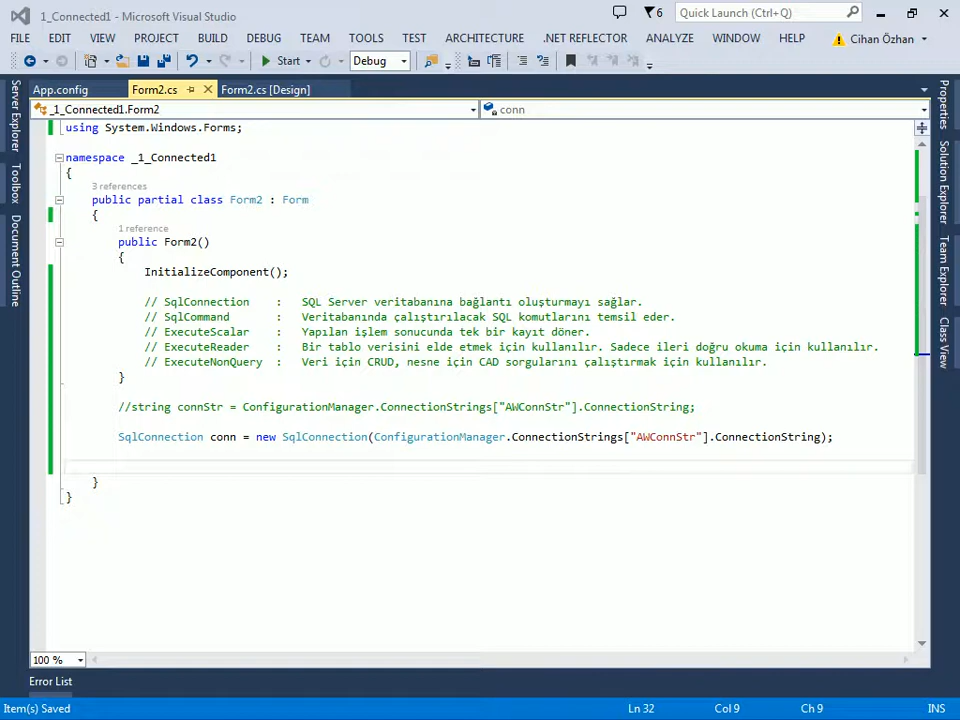 1_Connected1 - Microsoft Visual Studio
6
Quick Launch (Ctrl+Q)
FILE EDIT VIEW PROJECT BUILD DEBUG TEAM TOOLS TEST ARCHITECTURE .NET REFLECTOR ANALYZE WINDOW HELP Cihan Özhan
Start Debug
App.config Form2.cs Form2.cs [Design]
_1_Connected1.Form2 conn
Server Explorer
Toolbox
Document Outline
using System.Windows.Forms;
namespace _1_Connected1
{
3 references
public partial class Form2 : Form
{
1 reference
public Form2()
{
InitializeComponent();
// SqlConnection : SQL Server veritabanına bağlantı oluşturmayı sağlar.
// SqlCommand : Veritabanında çalıştırılacak SQL komutlarını temsil eder.
// ExecuteScalar : Yapılan işlem sonucunda tek bir kayıt döner.
// ExecuteReader : Bir tablo verisini elde etmek için kullanılır. Sadece ileri doğru okuma için kullanılır.
// ExecuteNonQuery : Veri için CRUD, nesne için CAD sorgularını çalıştırmak için kullanılır.
}
//string connStr = ConfigurationManager.ConnectionStrings["AWConnStr"].ConnectionString;
SqlConnection conn = new SqlConnection(ConfigurationManager.ConnectionStrings["AWConnStr"].ConnectionString);
}
}
Properties
Solution Explorer
Team Explorer
Class View
100 %
Error List
Item(s) Saved Ln 32 Col 9 Ch 9 INS